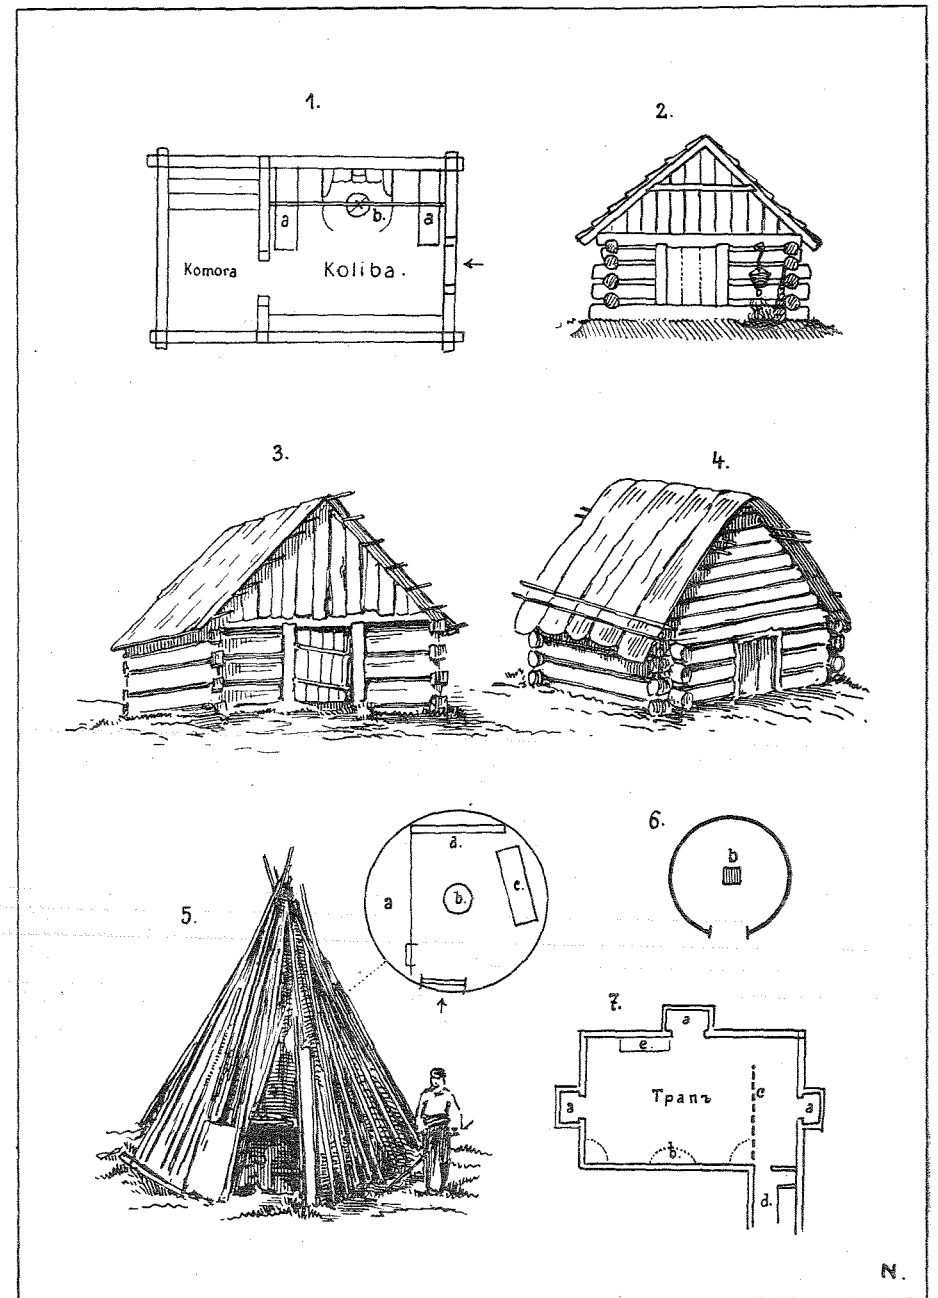 1.
2.
a
b.
a
Komora
Koliba.
3.
4.
5.
a
d.
b.
c.
6.
b
7.
a
e.
a
Трапъ
c
a
b
d.
N.